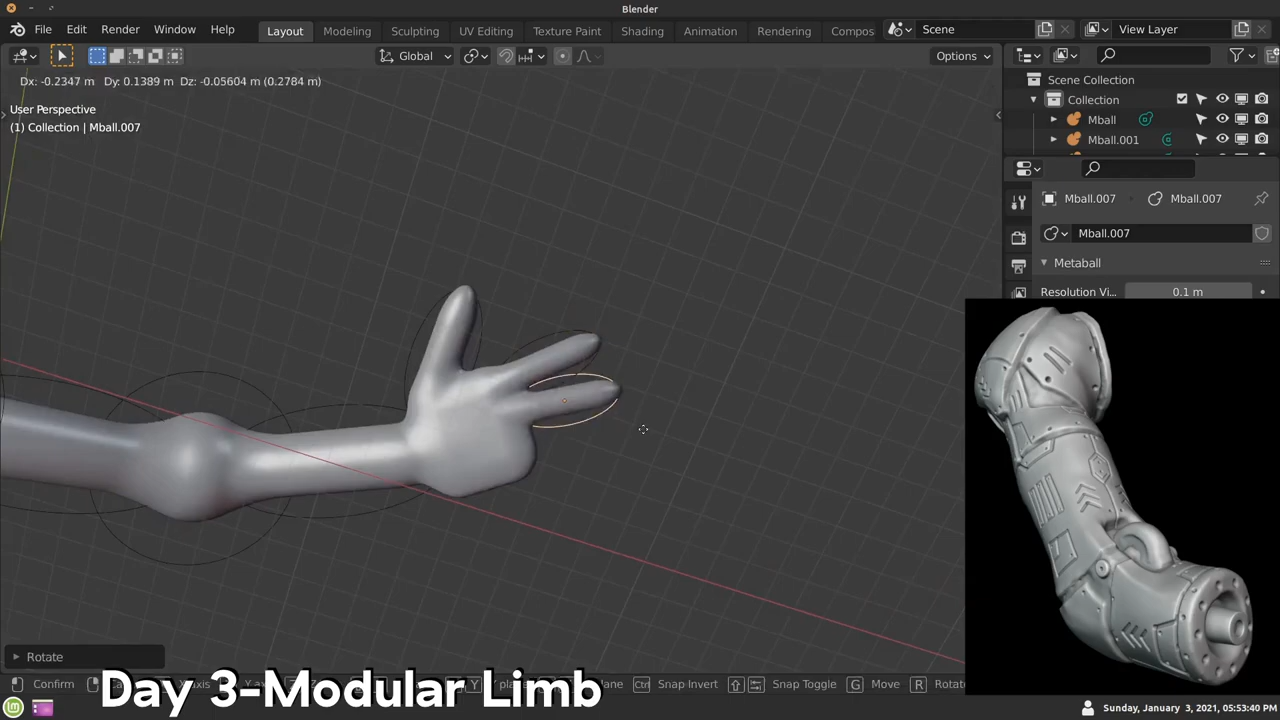 Blender
File Edit Render Window Help
Layout Modeling Sculpting UV Editing Texture Paint Shading Animation Rendering Compos
Scene
View Layer
Global
Options
Dx: -0.2347 m Dy: 0.1389 m Dz: -0.05604 m (0.2784 m)
User Perspective
(1) Collection | Mball.007
Scene Collection
Collection
Mball
Mball.001
Mball.007 Mball.007
Mball.007
Metaball
Resolution Vi... 0.1 m
Rotate
Day 3-Modular Limb
Confirm
Snap Invert Snap Toggle G Move R Rotat
Sunday, January 3, 2021, 05:53:40 PM